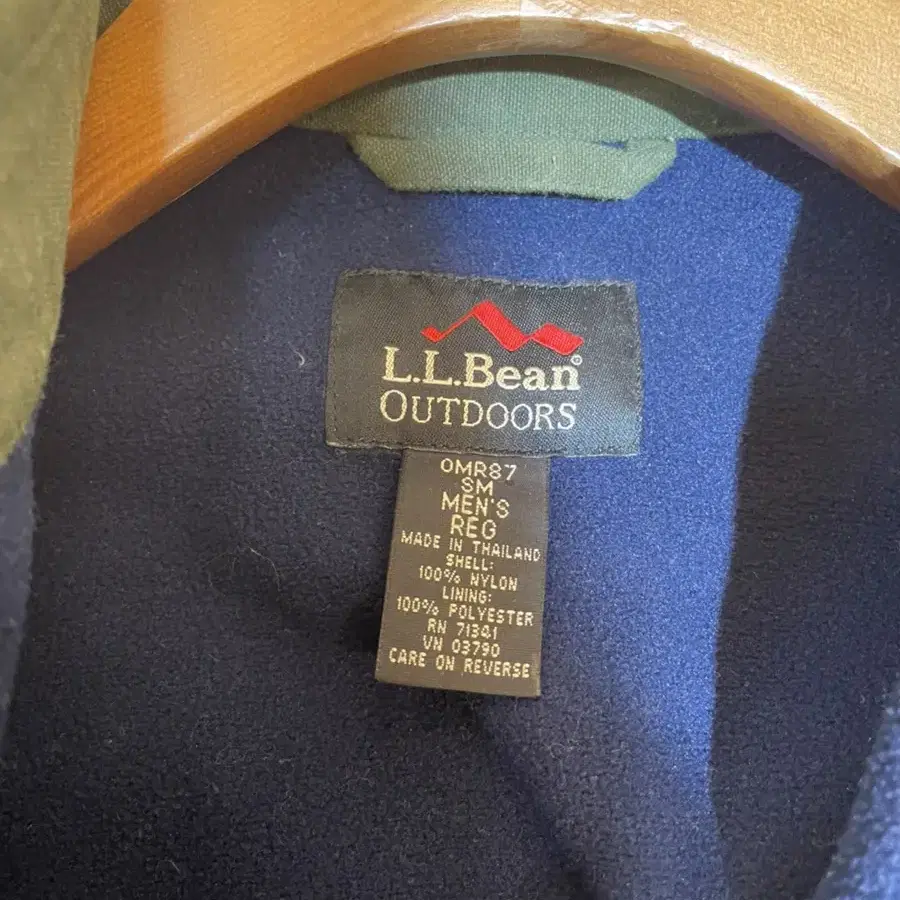 L.L.Bean®
OUTDOORS
OMR87
SM
MEN'S
REG
MADE IN THAILAND
SHELL:
100% NYLON
LINING:
100% POLYESTER
RN 71341
VN 03790
CARE ON REVERSE